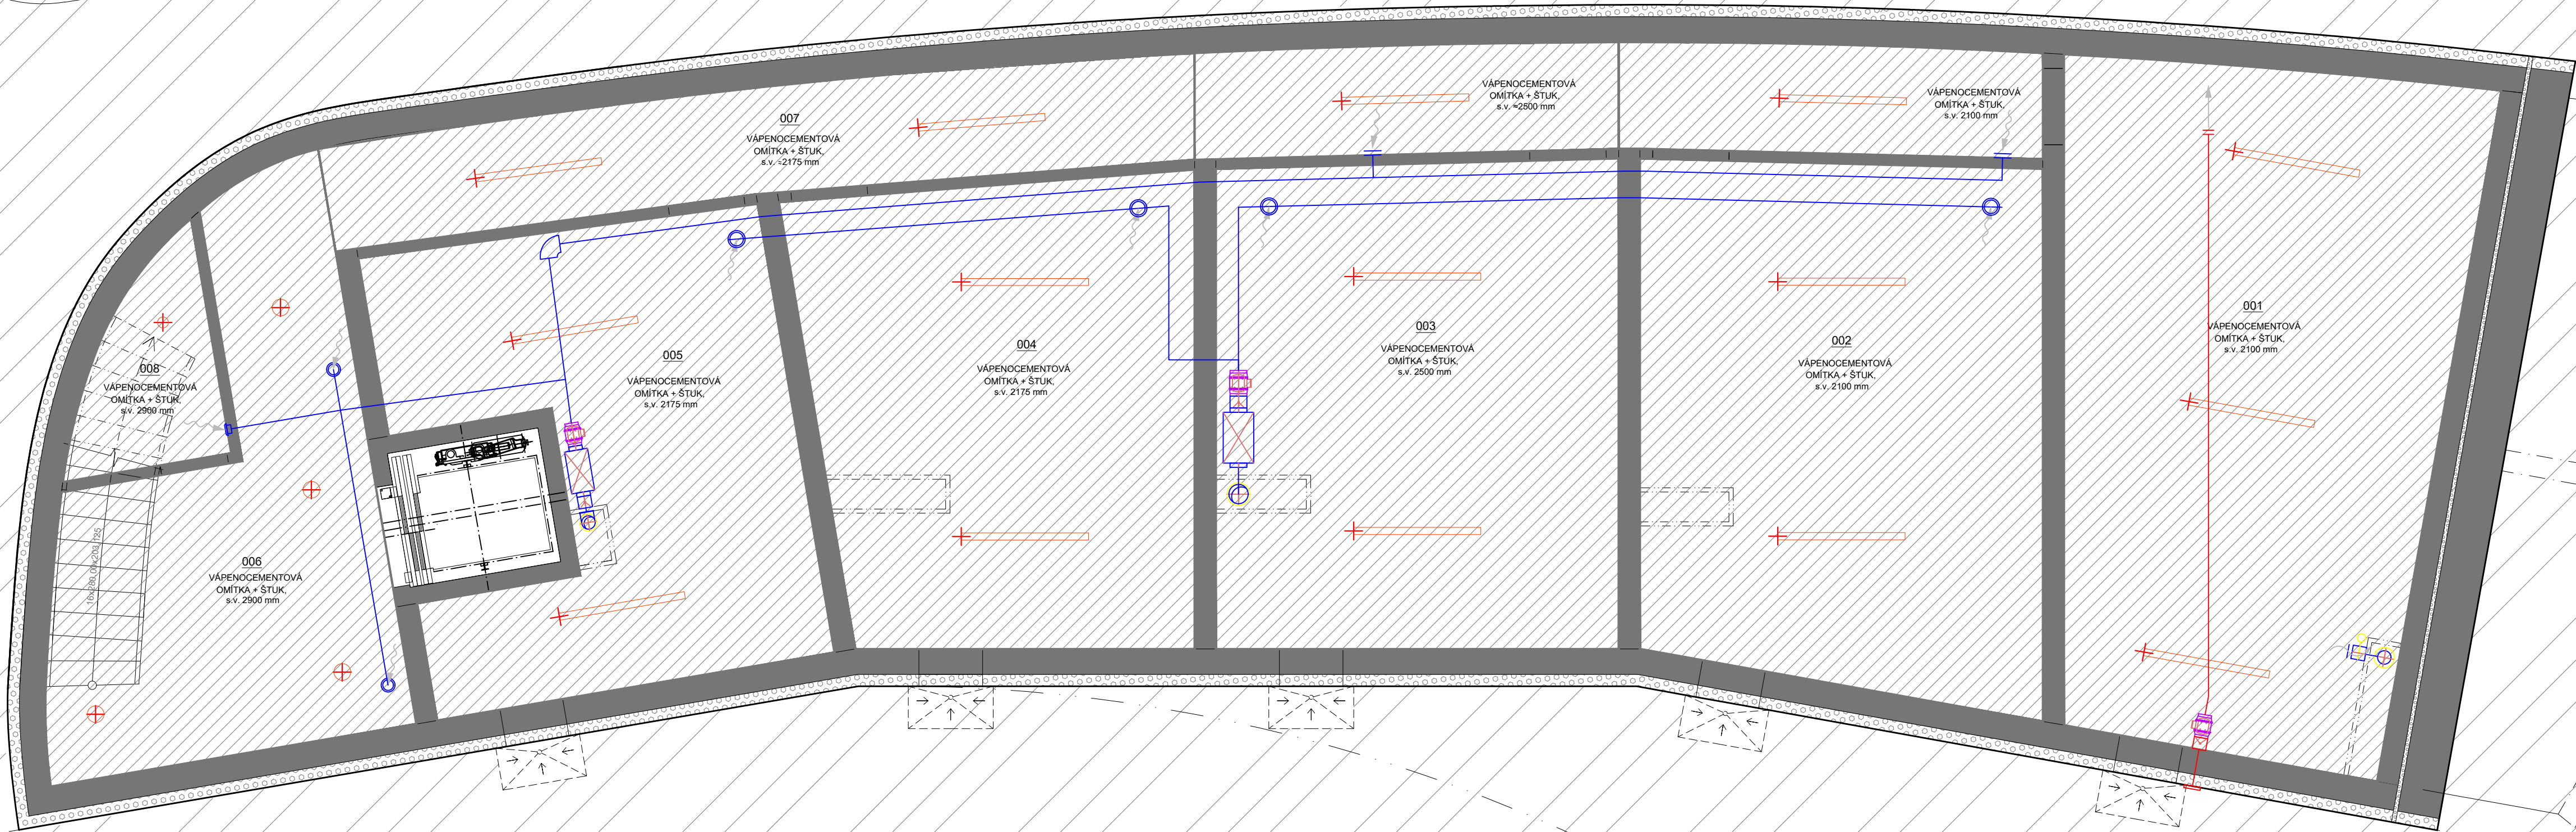 VÁPENOCEMENTOVÁ
OMÍTKA + ŠTUK,
s.v. ≈2500 mm
VÁPENOCEMENTOVÁ
OMÍTKA + ŠTUK,
s.v. 2100 mm
007
VÁPENOCEMENTOVÁ
OMÍTKA + ŠTUK,
s.v. ≈2175 mm
001
VÁPENOCEMENTOVÁ
OMÍTKA + ŠTUK,
s.v. 2100 mm
003
VÁPENOCEMENTOVÁ
OMÍTKA + ŠTUK,
s.v. 2500 mm
002
VÁPENOCEMENTOVÁ
OMÍTKA + ŠTUK,
s.v. 2100 mm
004
VÁPENOCEMENTOVÁ
OMÍTKA + ŠTUK,
s.v. 2175 mm
005
VÁPENOCEMENTOVÁ
OMÍTKA + ŠTUK,
s.v. 2175 mm
008
VÁPENOCEMENTOVÁ
OMÍTKA + ŠTUK,
s.v. 2900 mm
006
VÁPENOCEMENTOVÁ
OMÍTKA + ŠTUK,
s.v. 2900 mm
16x280,00x203,125